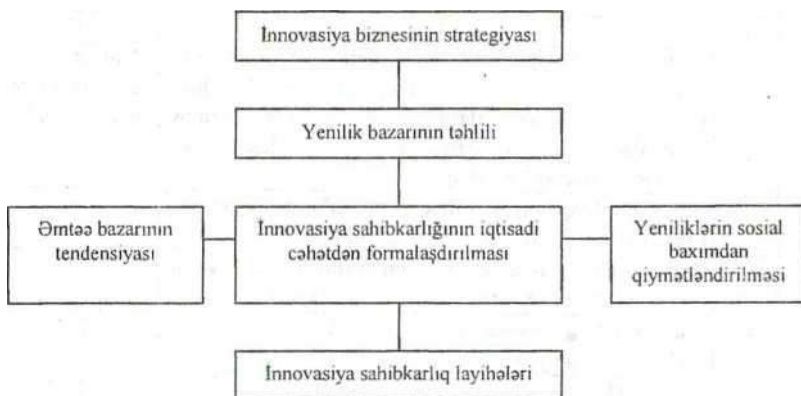 İnnovasiya biznesinin strategiyası
Yenilik bazarının təhlili
Əmtəə bazarının
tendensiyası
İnnovasiya sahibkarlığının iqtisadi
cəhətdən formalaşdırılması
Yeniliklərin sosial
baxımdan
qiymətləndirilməsi
İnnovasiya sahibkarlıq layihələri